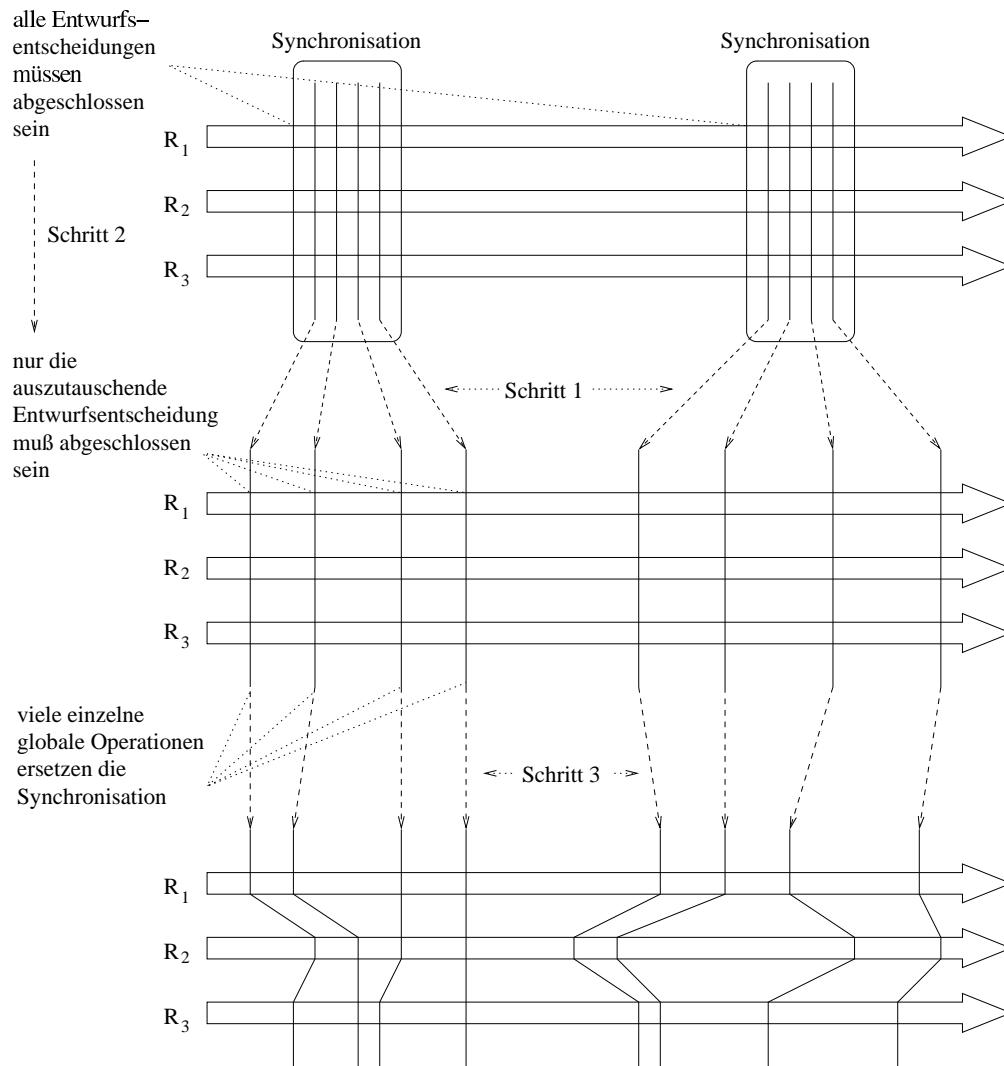 alle Entwurfs–
entscheidungen
müssen
abgeschlossen
sein
Synchronisation
Synchronisation
R1
R2
R3
Schritt 2
nur die
auszutauschende
Entwurfsentscheidung
muß abgeschlossen
sein
Schritt 1
R1
R2
R3
viele einzelne
globale Operationen
ersetzen die
Synchronisation
Schritt 3
R1
R2
R3